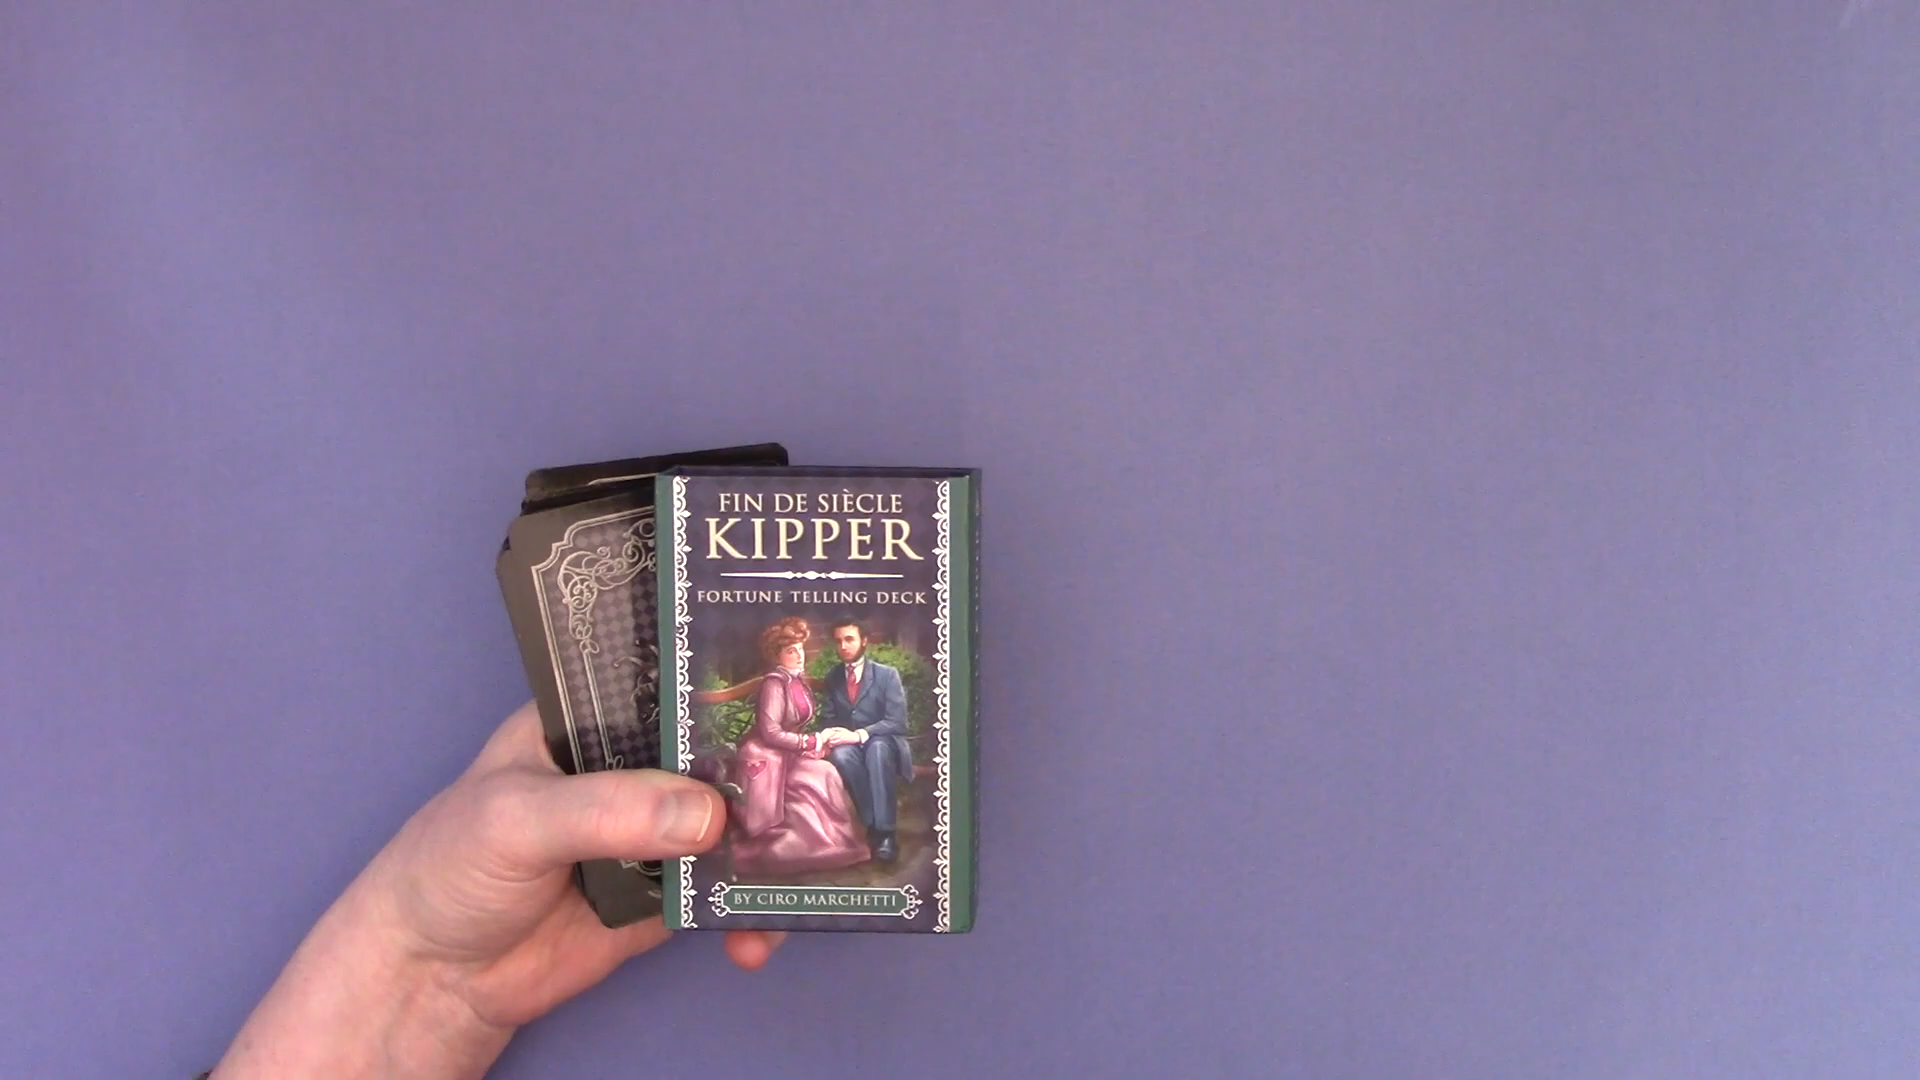 FIN DE SIÈCLE
KIPPER
FORTUNE TELLING DECK
BY CIRO MARCHETTI